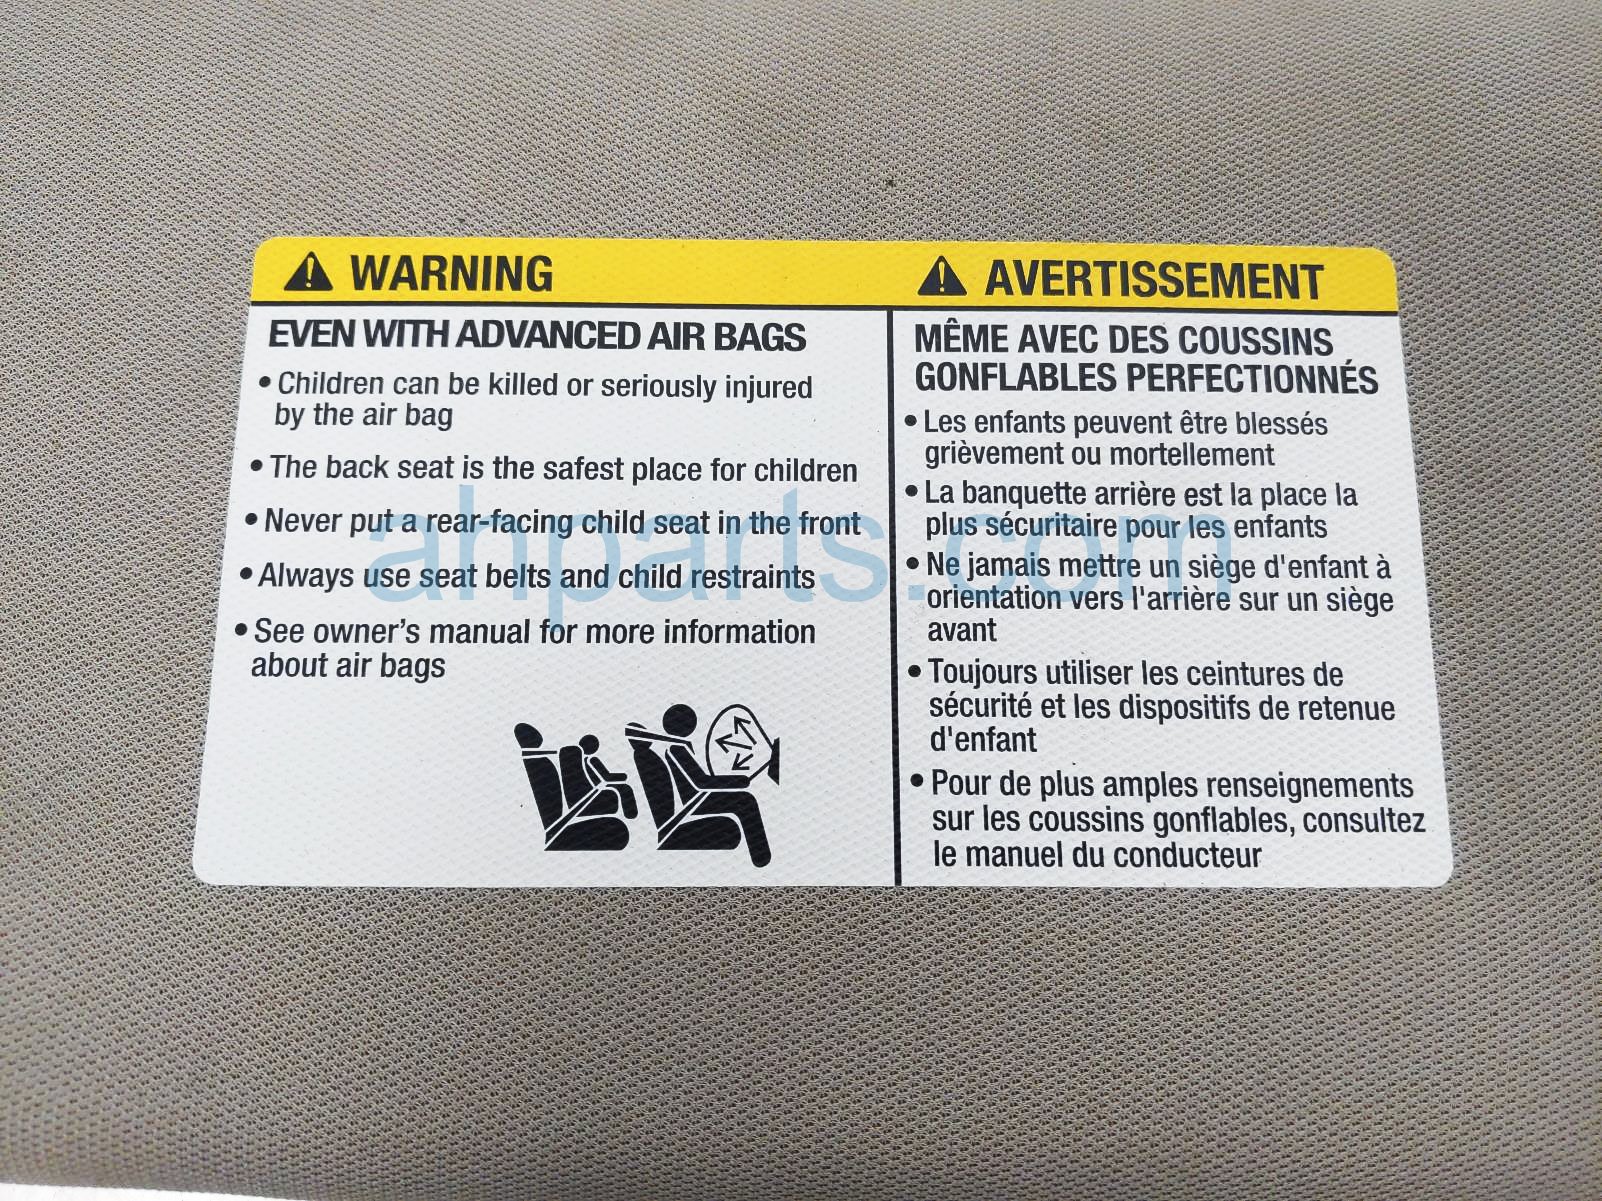 WARNING
EVEN WITH ADVANCED AIR BAGS
• Children can be killed or seriously injured
by the air bag
• The back seat is the safest place for children
• Never put a rear-facing child seat in the front
• Always use seat belts and child restraints
• See owner's manual for more information
about air bags
AVERTISSEMENT
MÊME AVEC DES COUSSINS
GONFLABLES PERFECTIONNÉS
• Les enfants peuvent être blessés
grièvement ou mortellement
• La banquette arrière est la place la
plus sécuritaire pour les enfants
• Ne jamais mettre un siège d'enfant à
orientation vers l'arrière sur un siège
avant
• Toujours utiliser les ceintures de
sécurité et les dispositifs de retenue
d'enfant
• Pour de plus amples renseignements
sur les coussins gonflables, consultez
le manuel du conducteur
ahparts.com